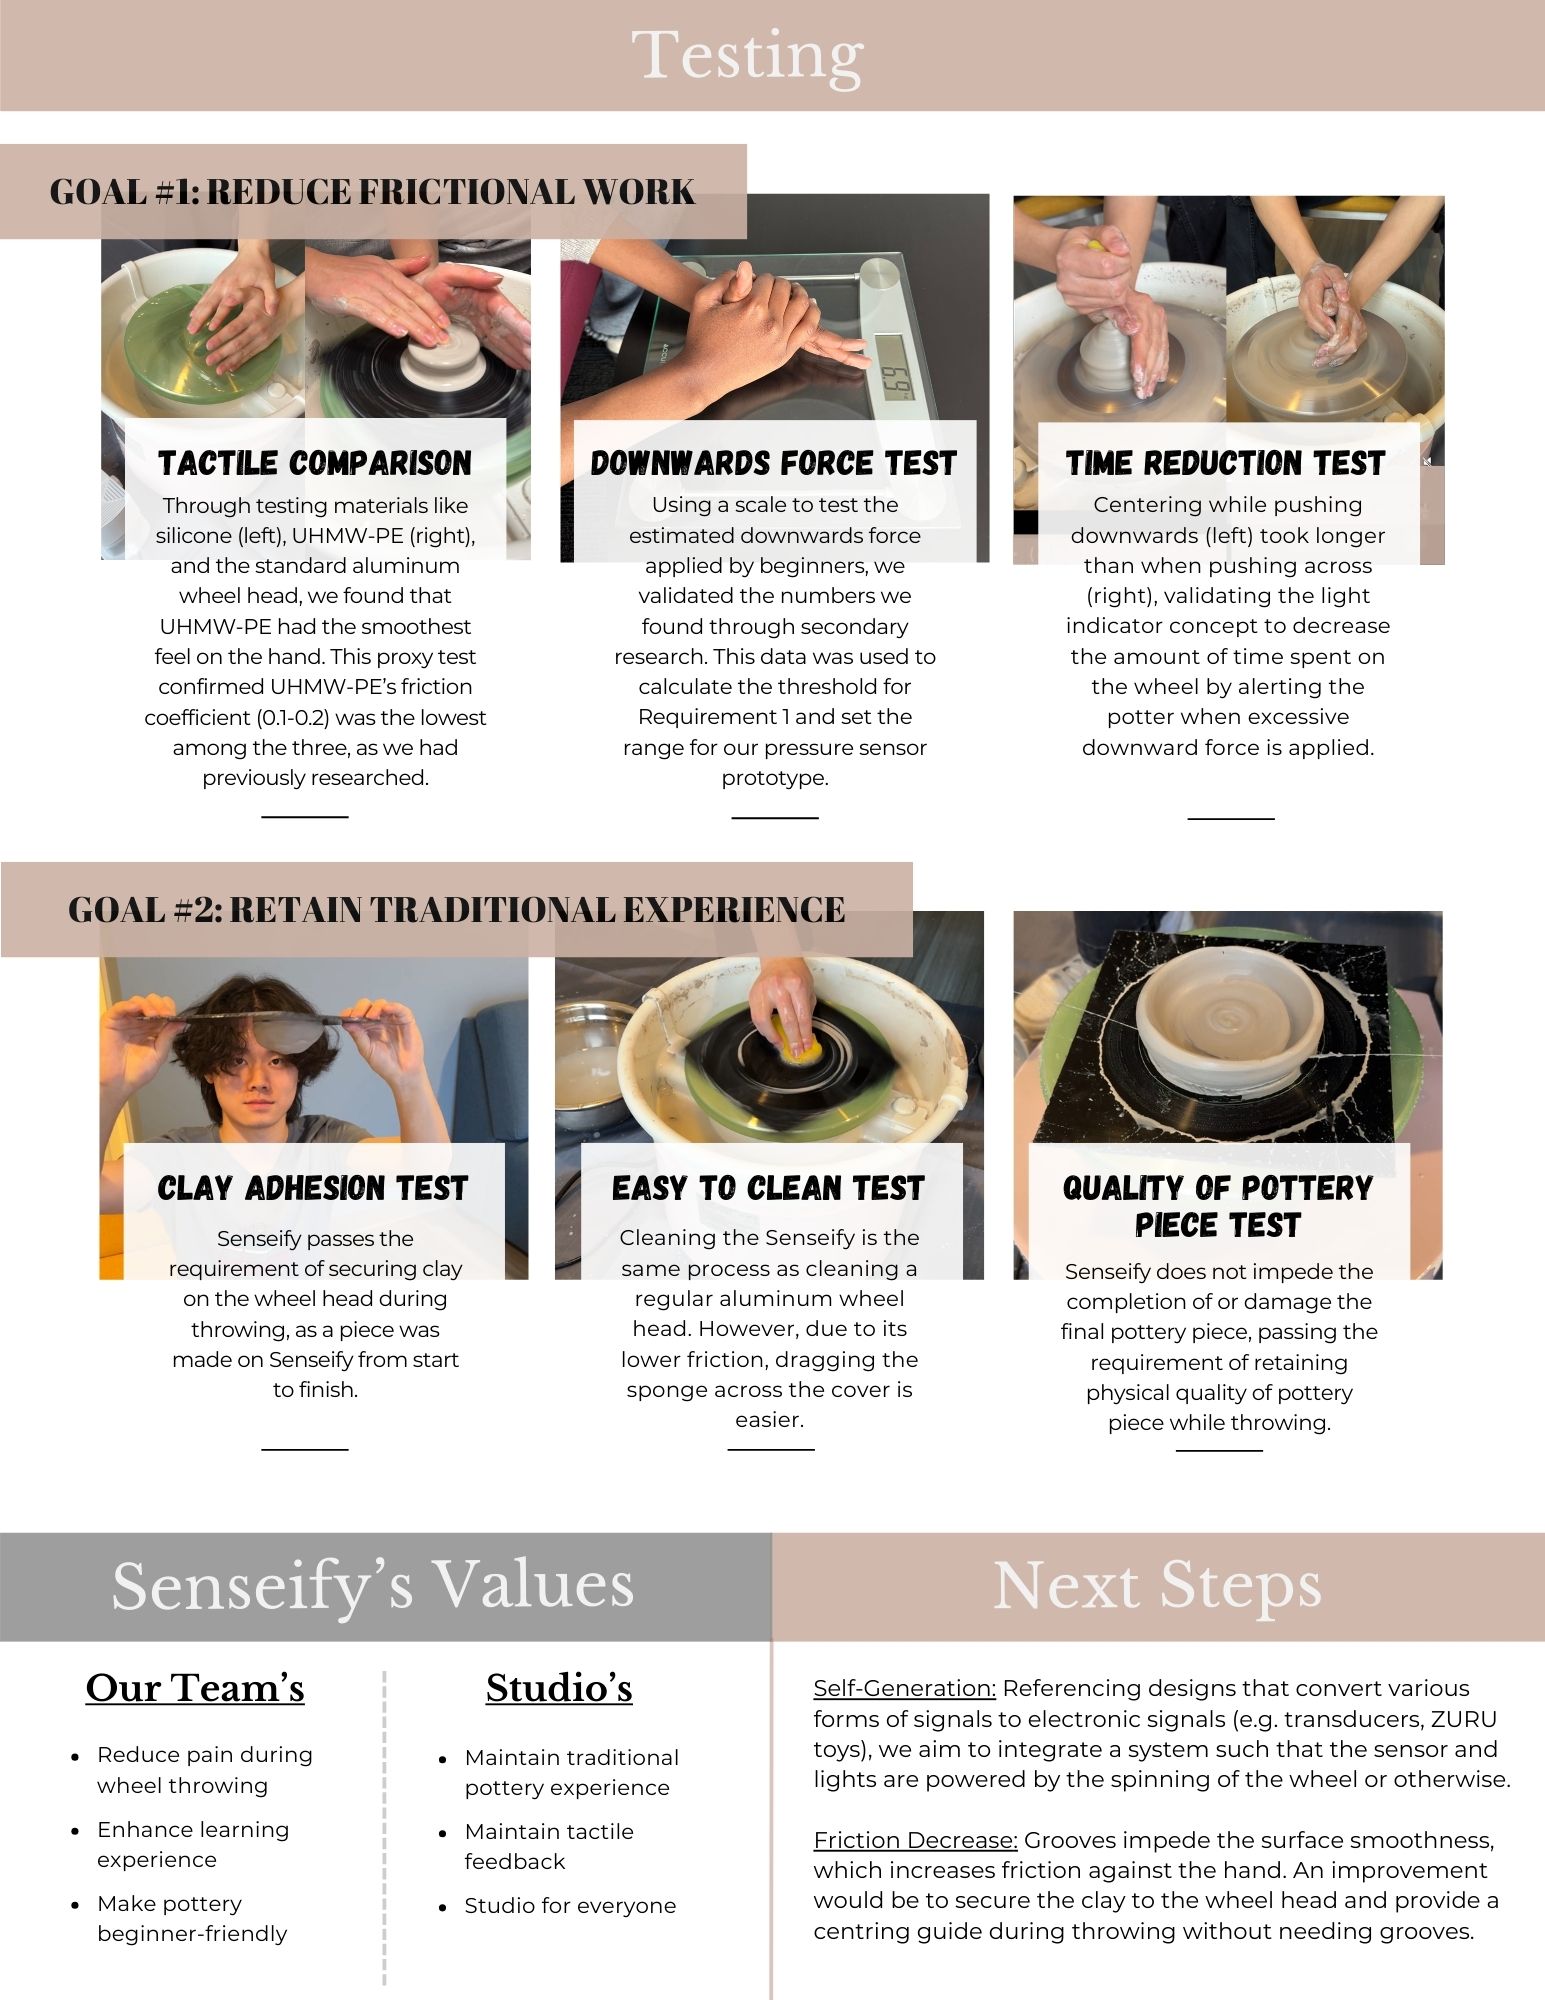 Testing
GOAL #1: REDUCE FRICTIONAL WORK
TACTILE COMPARISON
Through testing materials like
silicone (left), UHMW-PE (right),
and the standard aluminum
wheel head, we found that
UHMW-PE had the smoothest
feel on the hand. This proxy test
confirmed UHMW-PE’s friction
coefficient (0.1-0.2) was the lowest
among the three, as we had
previously researched.
6.9
DOWNWARDS FORCE TEST
Using a scale to test the
estimated downwards force
applied by beginners, we
validated the numbers we
found through secondary
research. This data was used to
calculate the threshold for
Requirement 1 and set the
range for our pressure sensor
prototype.
TIME REDUCTION TEST
Centering while pushing
downwards (left) took longer
than when pushing across
(right), validating the light
indicator concept to decrease
the amount of time spent on
the wheel by alerting the
potter when excessive
downward force is applied.
GOAL #2: RETAIN TRADITIONAL EXPERIENCE
CLAY ADHESION TEST
Senseify passes the
requirement of securing clay
on the wheel head during
throwing, as a piece was
made on Senseify from start
to finish.
EASY TO CLEAN TEST
Cleaning the Senseify is the
same process as cleaning a
regular aluminum wheel
head. However, due to its
lower friction, dragging the
sponge across the cover is
easier.
QUALITY OF POTTERY
PIECE TEST
Senseify does not impede the
completion of or damage the
final pottery piece, passing the
requirement of retaining
physical quality of pottery
piece while throwing.
Senseify’s Values
Our Team’s
• Reduce pain during
wheel throwing
• Enhance learning
experience
• Make pottery
beginner-friendly
Studio’s
• Maintain traditional
pottery experience
• Maintain tactile
feedback
• Studio for everyone
Next Steps
Self-Generation: Referencing designs that convert various
forms of signals to electronic signals (e.g. transducers, ZURU
toys), we aim to integrate a system such that the sensor and
lights are powered by the spinning of the wheel or otherwise.
Friction Decrease: Grooves impede the surface smoothness,
which increases friction against the hand. An improvement
would be to secure the clay to the wheel head and provide a
centring guide during throwing without needing grooves.